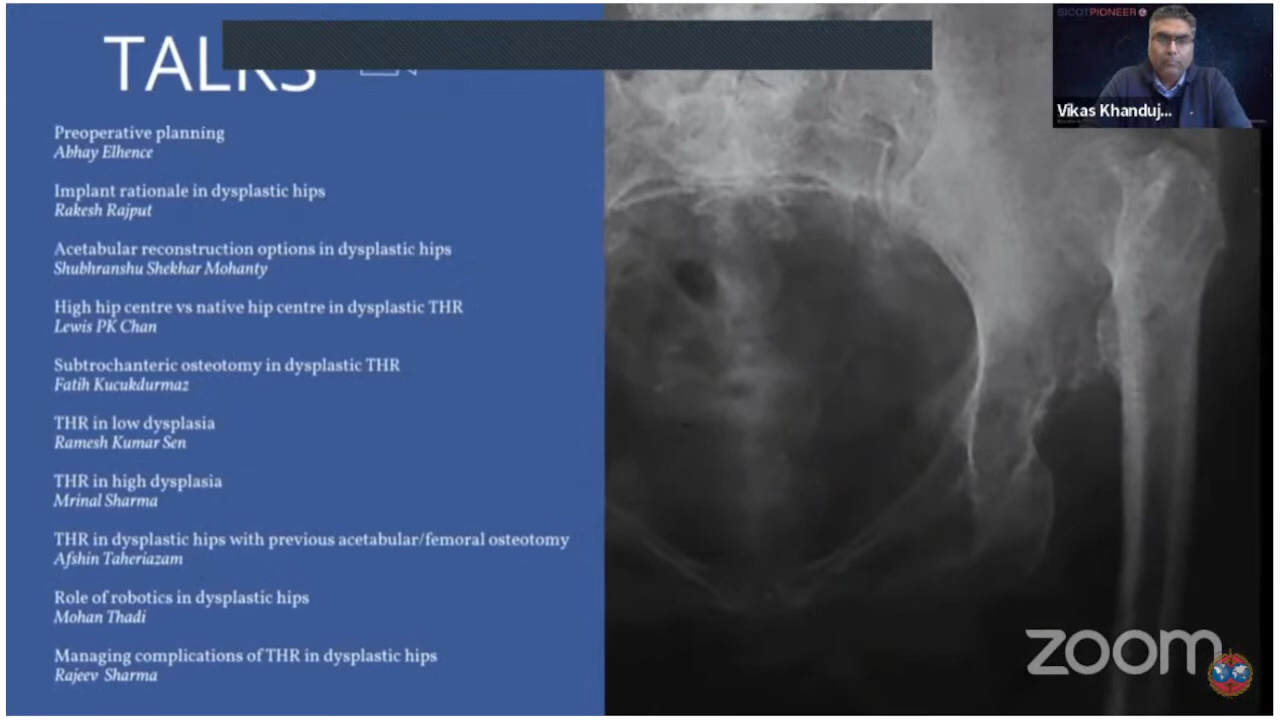 TALKS
Preoperative planning
Abhay Elhence
Implant rationale in dysplastic hips
Rakesh Rajput
Acetabular reconstruction options in dysplastic hips
Shubhranshu Shekhar Mohanty
High hip centre vs native hip centre in dysplastic THR
Lewis PK Chan
Subtrochanteric osteotomy in dysplastic THR
Fatih Kucukdurmaz
THR in low dysplasia
Ramesh Kumar Sen
THR in high dysplasia
Mrinal Sharma
THR in dysplastic hips with previous acetabular/femoral osteotomy
Afshin Taheriazam
Role of robotics in dysplastic hips
Mohan Thadi
Managing complications of THR in dysplastic hips
Rajeev Sharma
SICOTPIONEER
Vikas Khanduj...
zoom